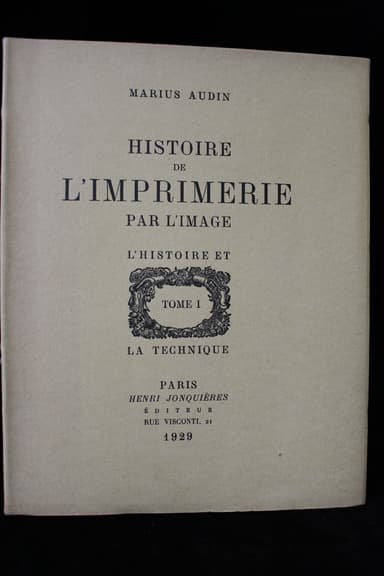 MARIUS AUDIN
HISTOIRE
DE
L'IMPRIMERIE
PAR L'IMAGE
L'HISTOIRE ET
TOME I
LA TECHNIQUE
PARIS
HENRI JONQUIÈRES
ÉDITEUR
RUE VISCONTI, 21
1929